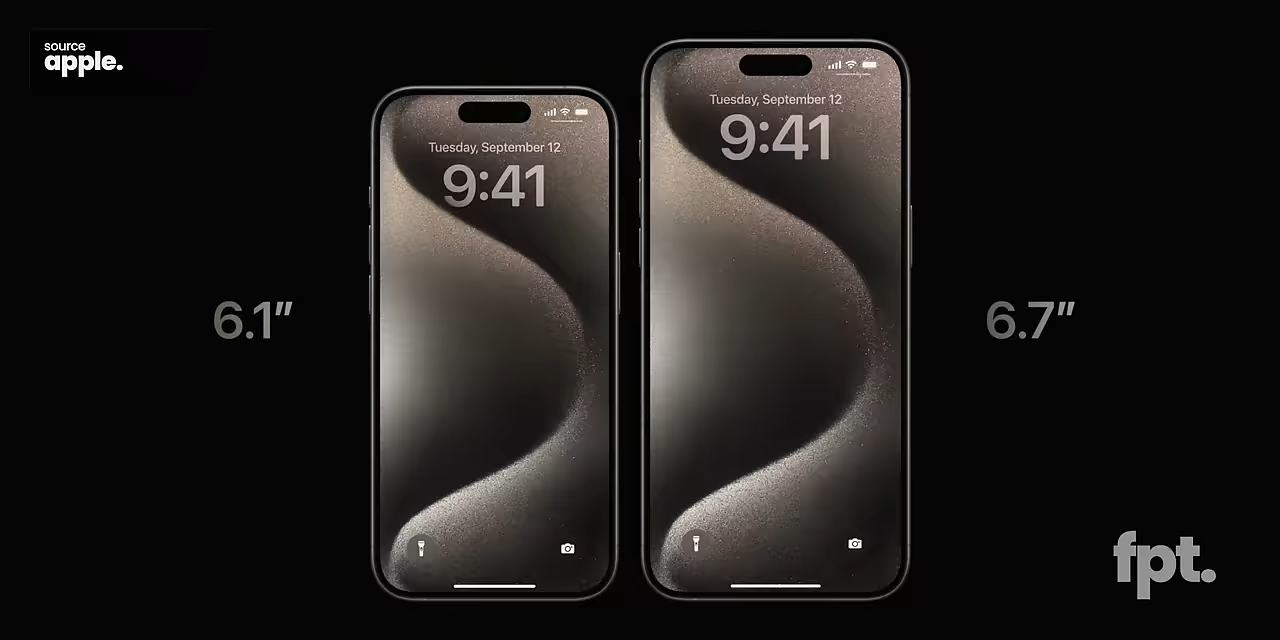 source
apple.
Tuesday, September 12
9:41
Tuesday, September 12
9:41
6.1″
6.7″
fpt.